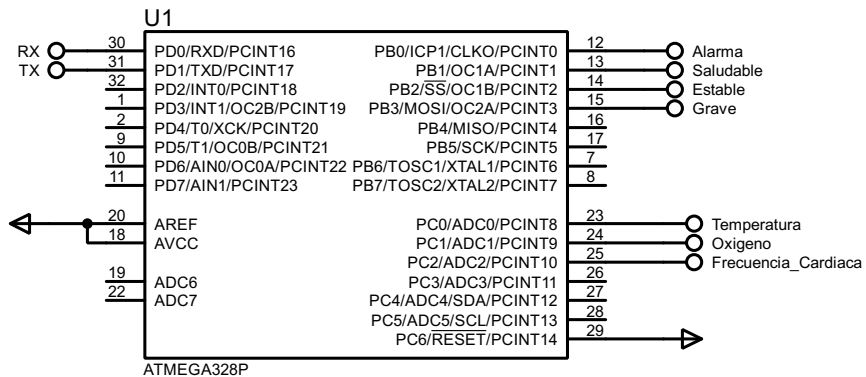 U1
RX 30 PD0/RXD/PCINT16 PB0/ICP1/CLKO/PCINT0 12 Alarma
TX 31 PD1/TXD/PCINT17 PB1/OC1A/PCINT1 13 Saludable
32 PD2/INT0/PCINT18 PB2/SS/OC1B/PCINT2 14 Estable
1 PD3/INT1/OC2B/PCINT19 PB3/MOSI/OC2A/PCINT3 15 Grave
2 PD4/T0/XCK/PCINT20 PB4/MISO/PCINT4 16
9 PD5/T1/OC0B/PCINT21 PB5/SCK/PCINT5 17
10 PD6/AIN0/OC0A/PCINT22 PB6/TOSC1/XTAL1/PCINT6 7
11 PD7/AIN1/PCINT23 PB7/TOSC2/XTAL2/PCINT7 8
20 AREF PC0/ADC0/PCINT8 23 Temperatura
18 AVCC PC1/ADC1/PCINT9 24 Oxigeno
PC2/ADC2/PCINT10 25 Frecuencia_Cardiaca
19 ADC6 PC3/ADC3/PCINT11 26
22 ADC7 PC4/ADC4/SDA/PCINT12 27
PC5/ADC5/SCL/PCINT13 28
PC6/RESET/PCINT14 29
ATMEGA328P